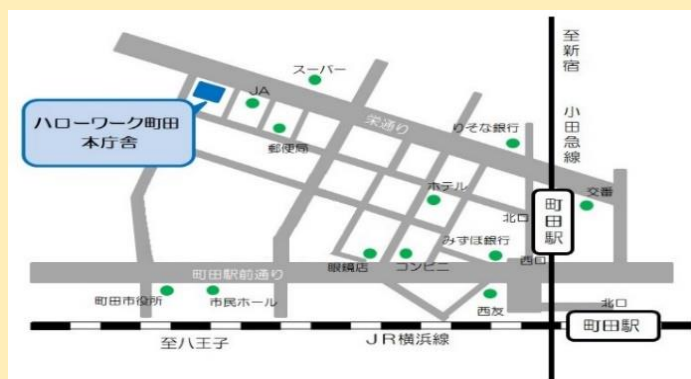 至新宿
小田急線
スーパー
JA
ハローワーク町田
本庁舎
栄通り
りそな銀行
郵便局
ホテル
交番
北口
町田駅
みずほ銀行
西口
町田駅前通り
眼鏡店
コンビニ
町田市役所
市民ホール
西友
北口
町田駅
至八王子
JR横浜線